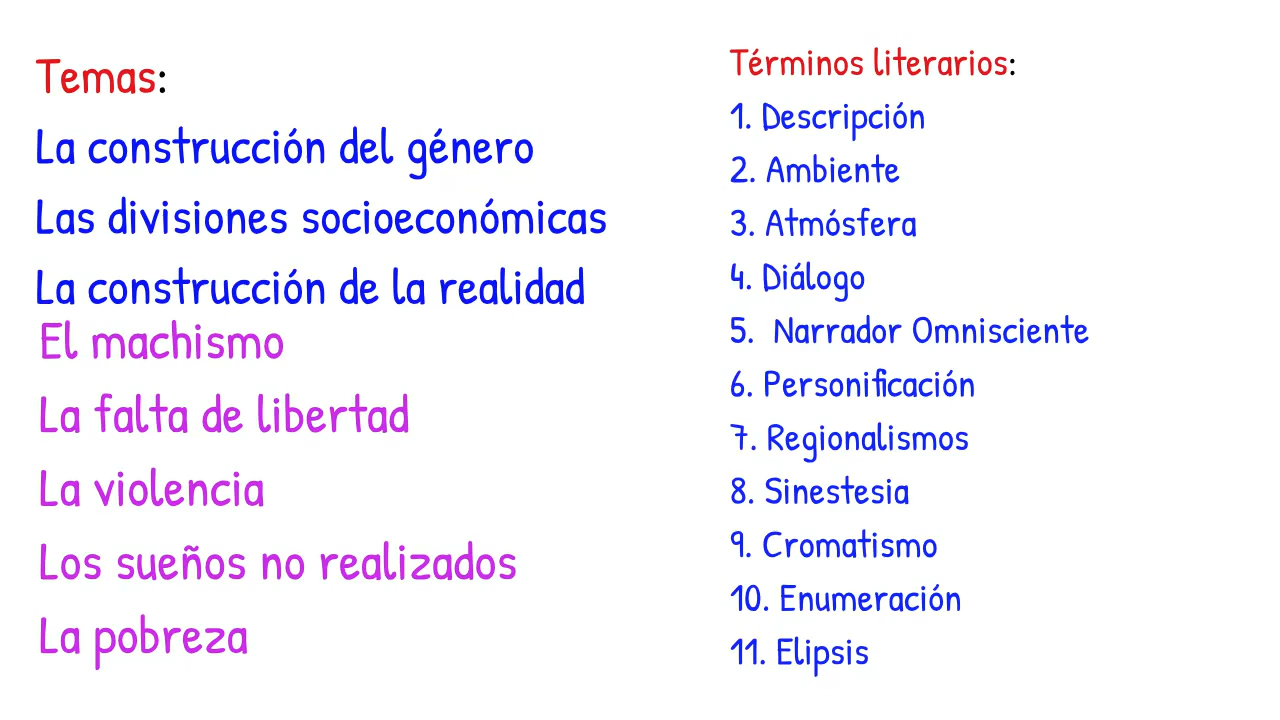 Temas:
La construcción del género
Las divisiones socioeconómicas
La construcción de la realidad
El machismo
La falta de libertad
La violencia
Los sueños no realizados
La pobreza
Términos literarios:
1. Descripción
2. Ambiente
3. Atmósfera
4. Diálogo
5. Narrador Omnisciente
6. Personificación
7. Regionalismos
8. Sinestesia
9. Cromatismo
10. Enumeración
11. Elipsis